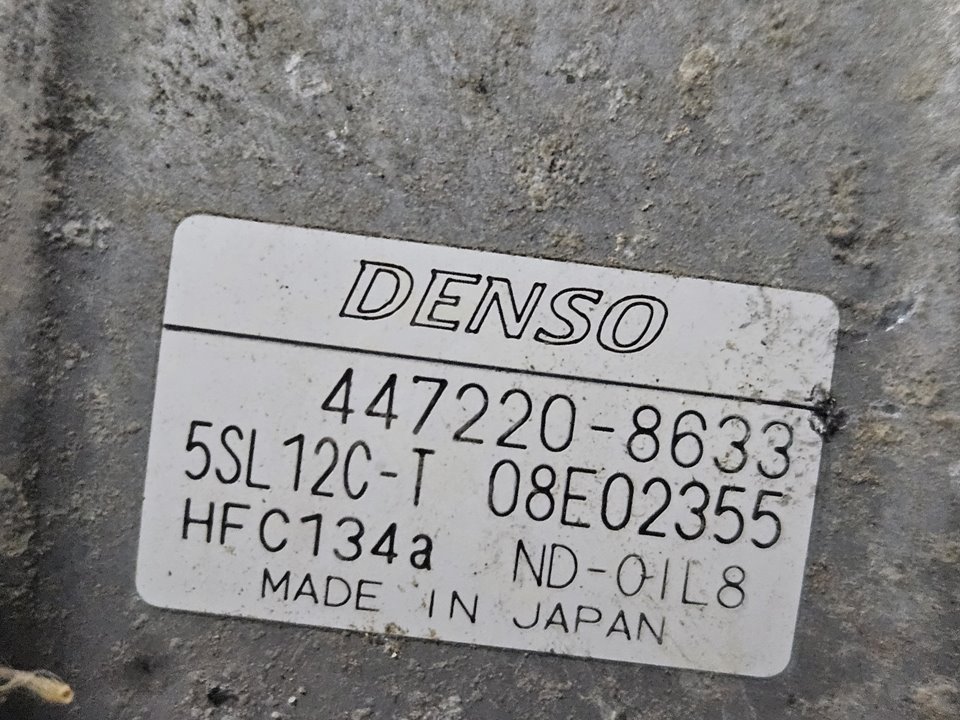 DENSO
447220-8633
5SL12C-T 08E02355
HFC134a ND-OIL8
MADE IN JAPAN